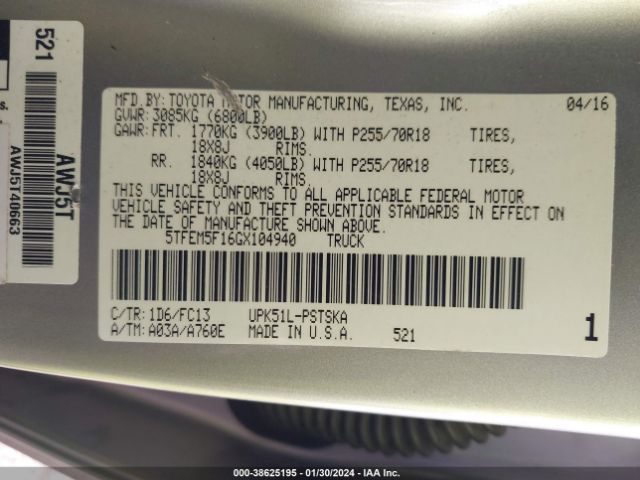 521
s.
AWJ5T
AWJ5T49663
MFD.BY:TOYOTA MOTOR MANUFACTURING, TEXAS, INC. 04/16
GVWR:3085KG (6800LB)
GAWR:FRT. 1770KG (3900LB) WITH P255/70R18 TIRES,
18X8J RIMS.
RR. 1840KG (4050LB) WITH P255/70R18 TIRES,
18X8J RIMS.
THIS VEHICLE CONFORMS TO ALL APPLICABLE FEDERAL MOTOR
VEHICLE SAFETY AND THEFT PREVENTION STANDARDS IN EFFECT ON
THE DATE OF MANUFACTURE SHOWN ABOVE.
5TFEM5F16GX104940 TRUCK
C/TR:1D6/FC13 UPK51L-PSTSKA
A/TM:A03A/A760E MADE IN U.S.A. 521 1
000-38625195 - 01/30/2024 - IAA Inc.